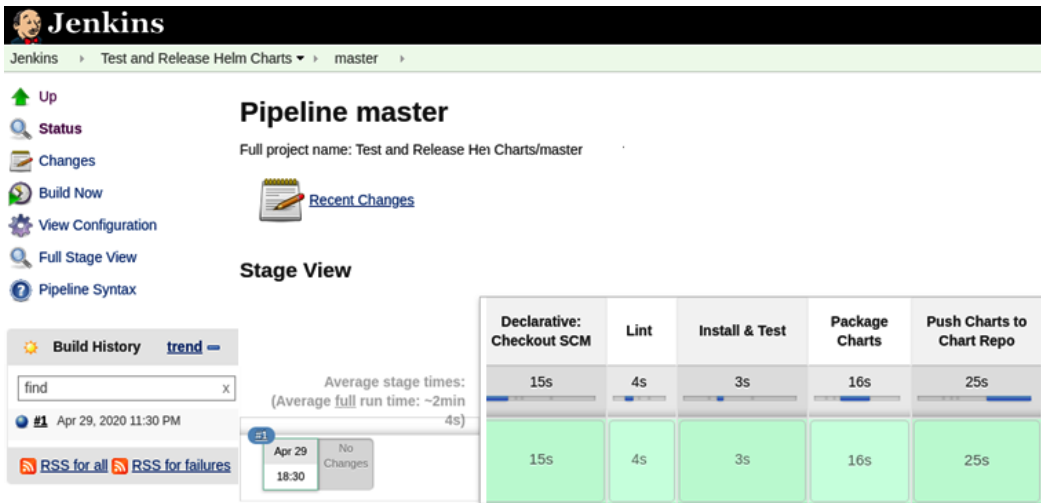 Jenkins
Jenkins Test and Release Helm Charts master
Up
Status
Changes
Build Now
View Configuration
Full Stage View
Pipeline Syntax
Build History trend
find x
#1 Apr 29, 2020 11:30 PM
RSS for all RSS for failures
Pipeline master
Full project name: Test and Release Hen Charts/master
Recent Changes
Stage View
Declarative: Checkout SCM
Lint
Install & Test
Package Charts
Push Charts to Chart Repo
Average stage times:
(Average full run time: ~2min
4s)
15s 4s 3s 16s 25s
#1
Apr 29
18:30
No
Changes
15s 4s 3s 16s 25s